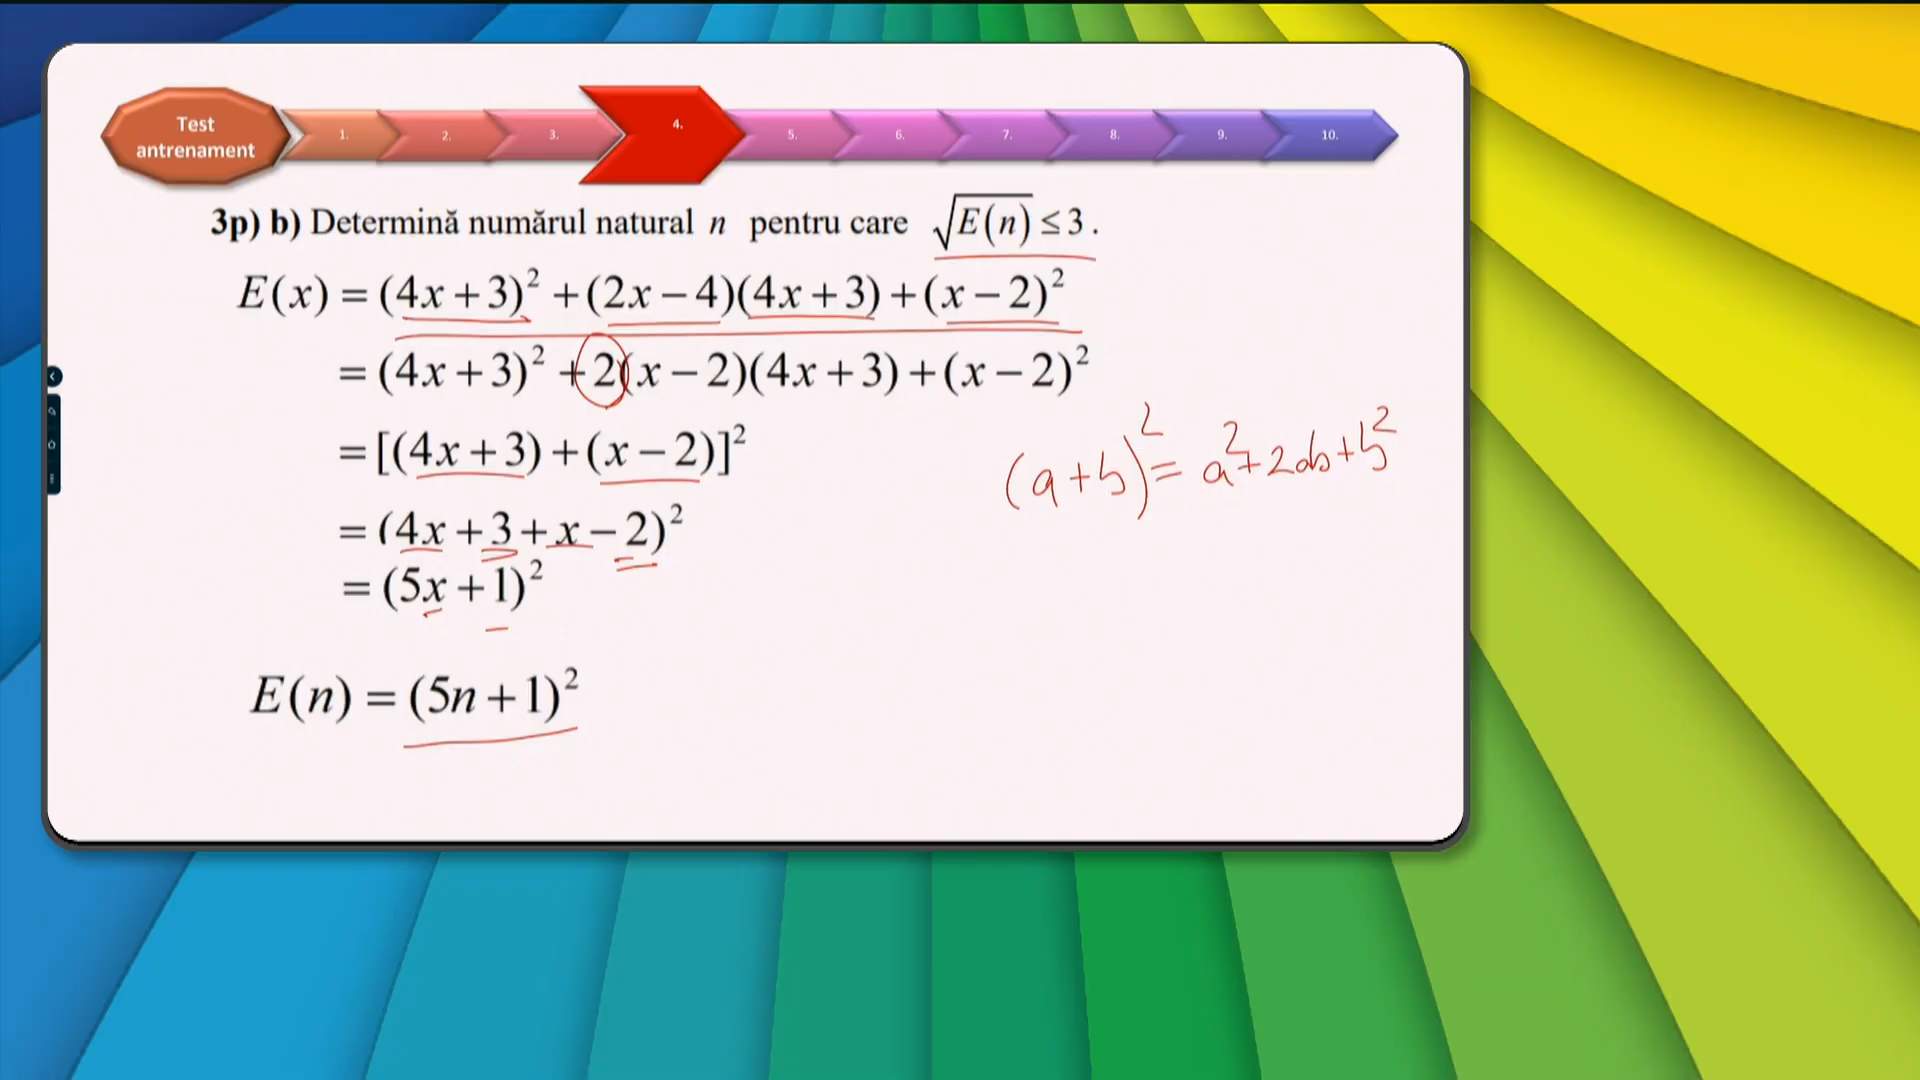 Test
antrenament
1.
2.
3.
4.
5.
6.
7.
8.
9.
10.
3p) b) Determină numărul natural n pentru care √E(n) ≤ 3.
E(x) = (4x + 3)² + (2x − 4)(4x + 3) + (x − 2)²
= (4x + 3)² + 2(x − 2)(4x + 3) + (x − 2)²
= [(4x + 3) + (x − 2)]²
(a+b)² = a²+2ab+b²
= (4x + 3 + x − 2)²
= (5x + 1)²
E(n) = (5n + 1)²